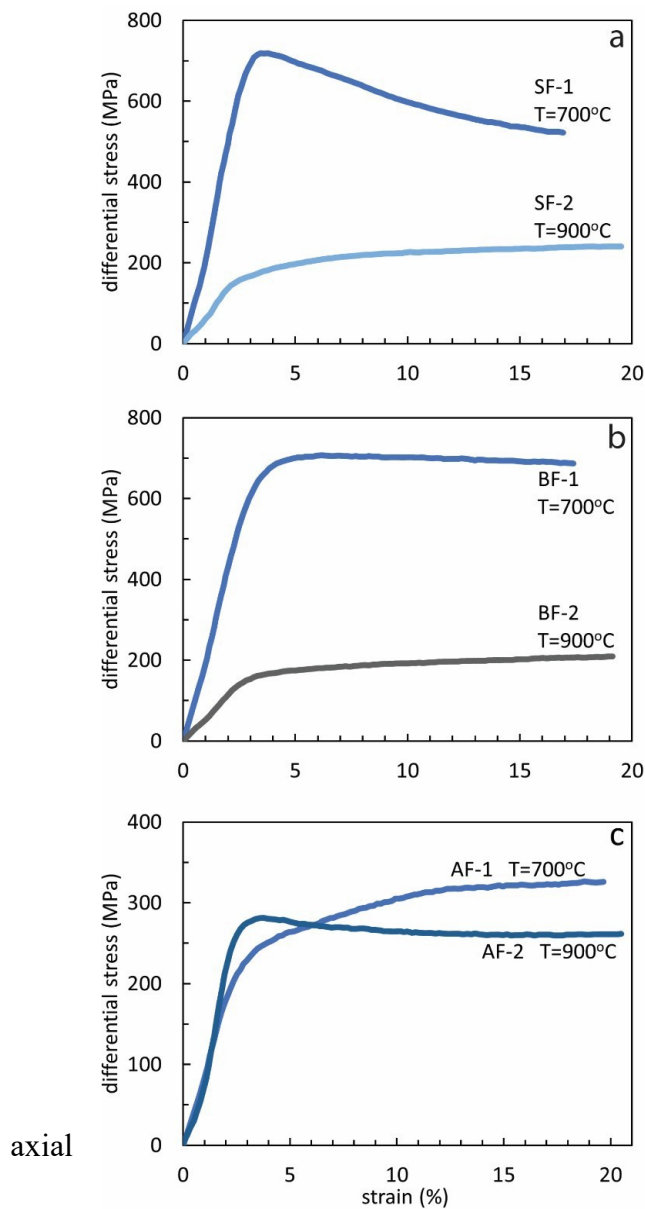 a
800
600
400
200
0
differential stress (MPa)
SF-1
T=700°C
SF-2
T=900°C
0 5 10 15 20
b
800
600
400
200
0
differential stress (MPa)
BF-1
T=700°C
BF-2
T=900°C
0 5 10 15 20
c
400
300
200
100
0
differential stress (MPa)
AF-1 T=700°C
AF-2 T=900°C
0 5 10 15 20
axial
strain (%)